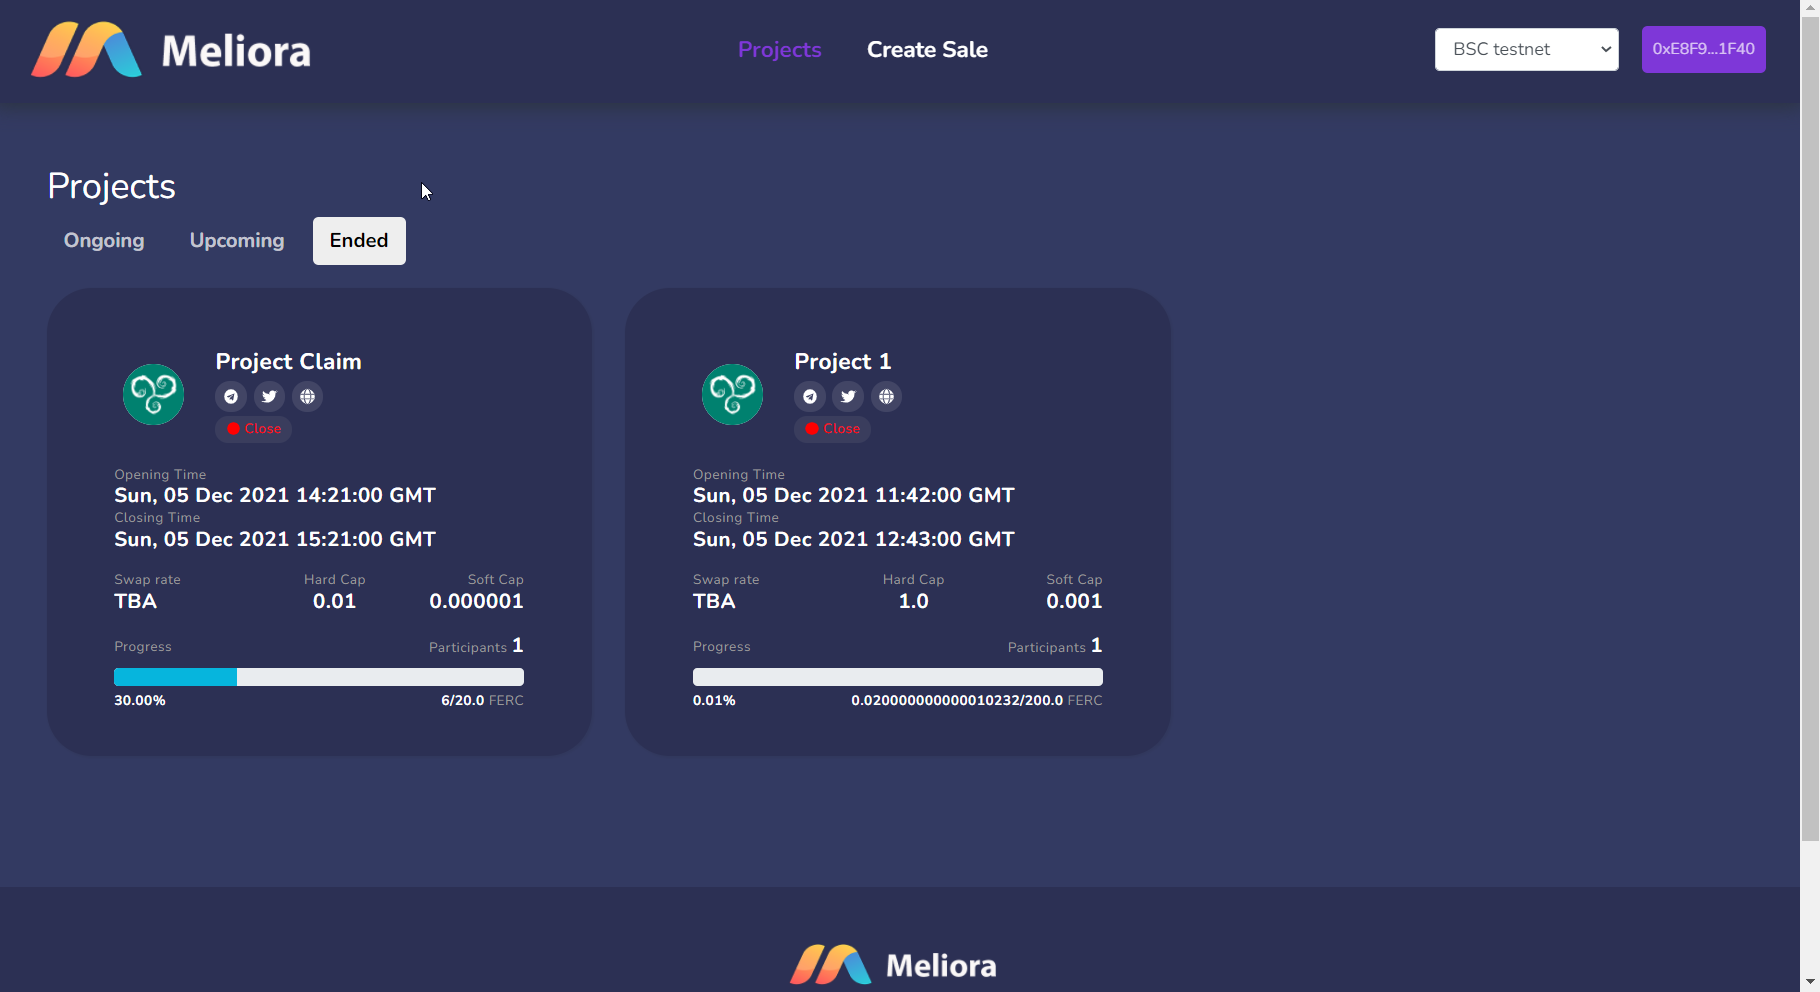 Meliora
Projects
Create Sale
BSC testnet
0xE8F9...1F40
Projects
Ongoing
Upcoming
Ended
Project Claim
Close
Opening Time
Sun, 05 Dec 2021 14:21:00 GMT
Closing Time
Sun, 05 Dec 2021 15:21:00 GMT
Swap rate Hard Cap Soft Cap
TBA 0.01 0.000001
Progress Participants 1
30.00% 6/20.0 FERC
Project 1
Close
Opening Time
Sun, 05 Dec 2021 11:42:00 GMT
Closing Time
Sun, 05 Dec 2021 12:43:00 GMT
Swap rate Hard Cap Soft Cap
TBA 1.0 0.001
Progress Participants 1
0.01% 0.020000000000010232/200.0 FERC
Meliora